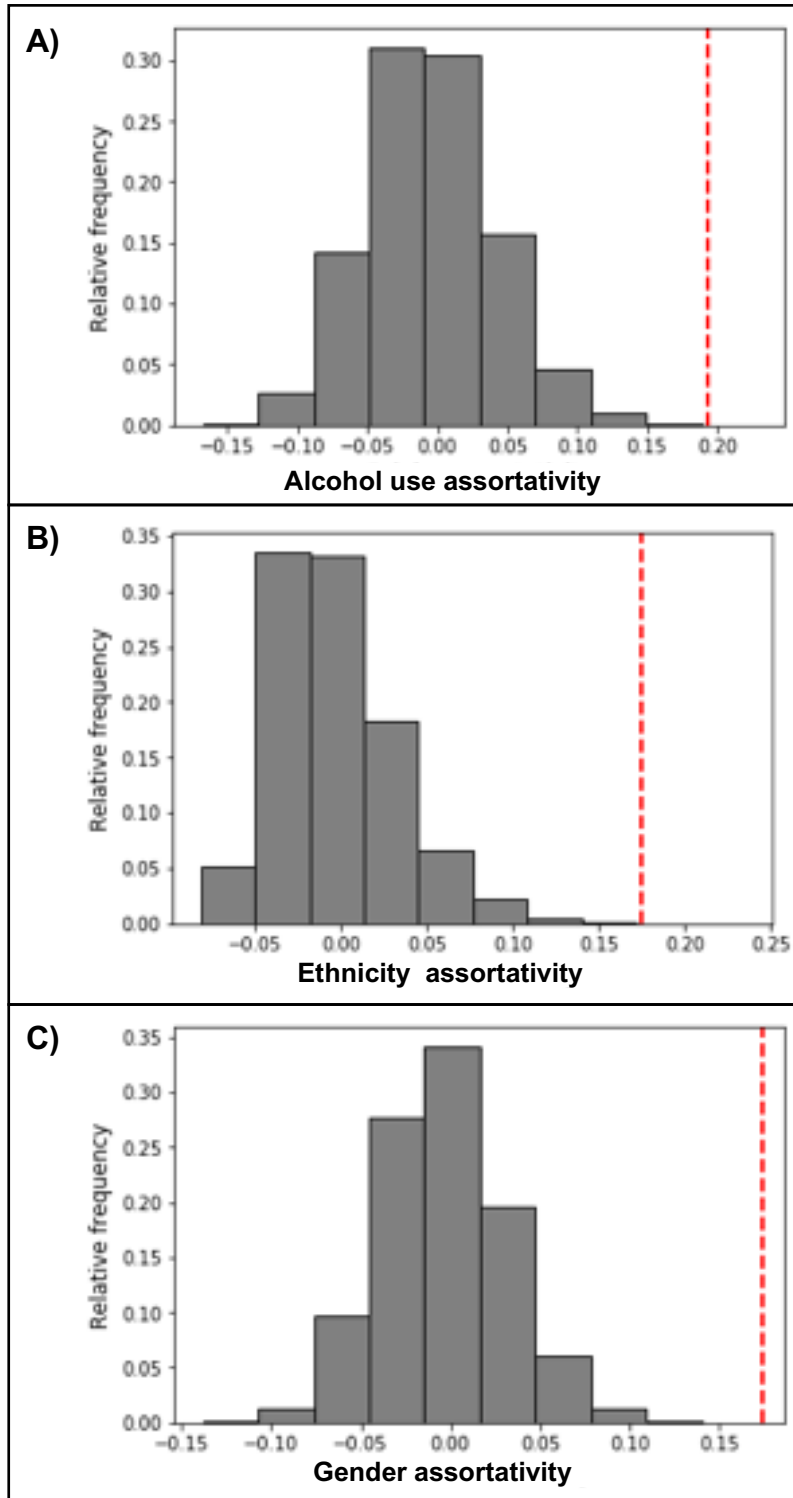 A)
Relative frequency
0.30
0.25
0.20
0.15
0.10
0.05
0.00
−0.15 −0.10 −0.05 0.00 0.05 0.10 0.15 0.20
Alcohol use assortativity
B)
Relative frequency
0.35
0.30
0.25
0.20
0.15
0.10
0.05
0.00
−0.05 0.00 0.05 0.10 0.15 0.20 0.25
Ethnicity assortativity
C)
Relative frequency
0.35
0.30
0.25
0.20
0.15
0.10
0.05
0.00
−0.15 −0.10 −0.05 0.00 0.05 0.10 0.15
Gender assortativity